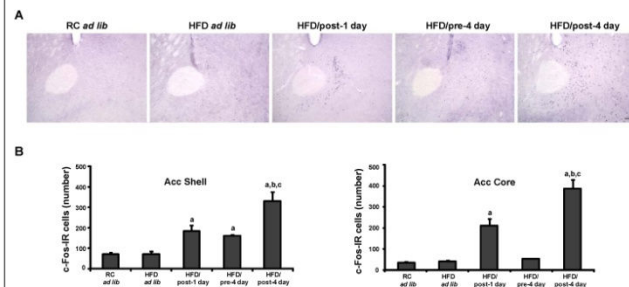 A
RC ad lib HFD ad lib HFD/post-1 day HFD/pre-4 day HFD/post-4 day
B
Acc Shell
c-Fos-IR cells (number)
500
400
300
200
100
0
a a a,b,c
RC HFD HFD/ HFD/ HFD/
ad lib ad lib post-1 day pre-4 day post-4 day
Acc Core
c-Fos-IR cells (number)
500
400
300
200
100
0
a a,b,c
RC HFD HFD/ HFD/ HFD/
ad lib ad lib post-1 day pre-4 day post-4 day